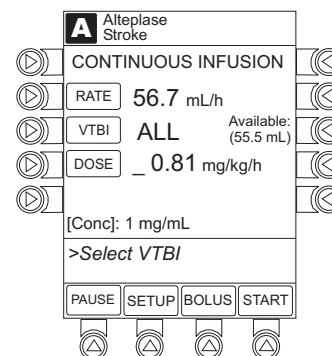 A Alteplase
Stroke
CONTINUOUS INFUSION
RATE 56.7 mL/h
VTBI ALL Available:
(55.5 mL)
DOSE _ 0.81 mg/kg/h
[Conc]: 1 mg/mL
>Select VTBI
PAUSE SETUP BOLUS START